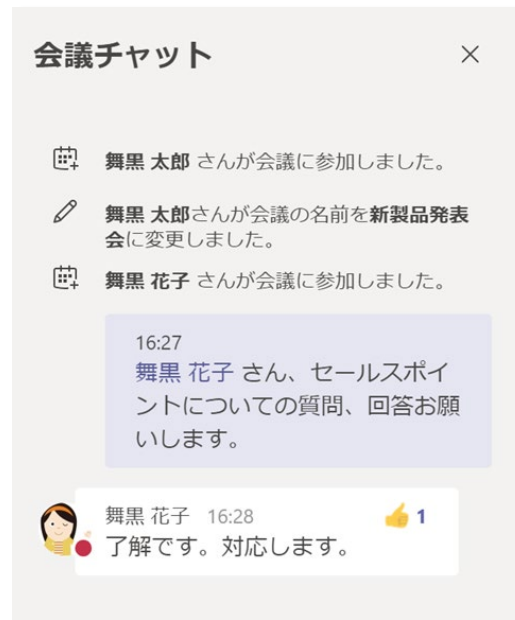 会議チャット
舞黒 太郎 さんが会議に参加しました。
舞黒 太郎さんが会議の名前を新製品発表
会に変更しました。
舞黒 花子 さんが会議に参加しました。
16:27
舞黒 花子 さん、セールスポイ
ントについての質問、回答お願
いします。
舞黒 花子 16:28 👍 1
了解です。対応します。